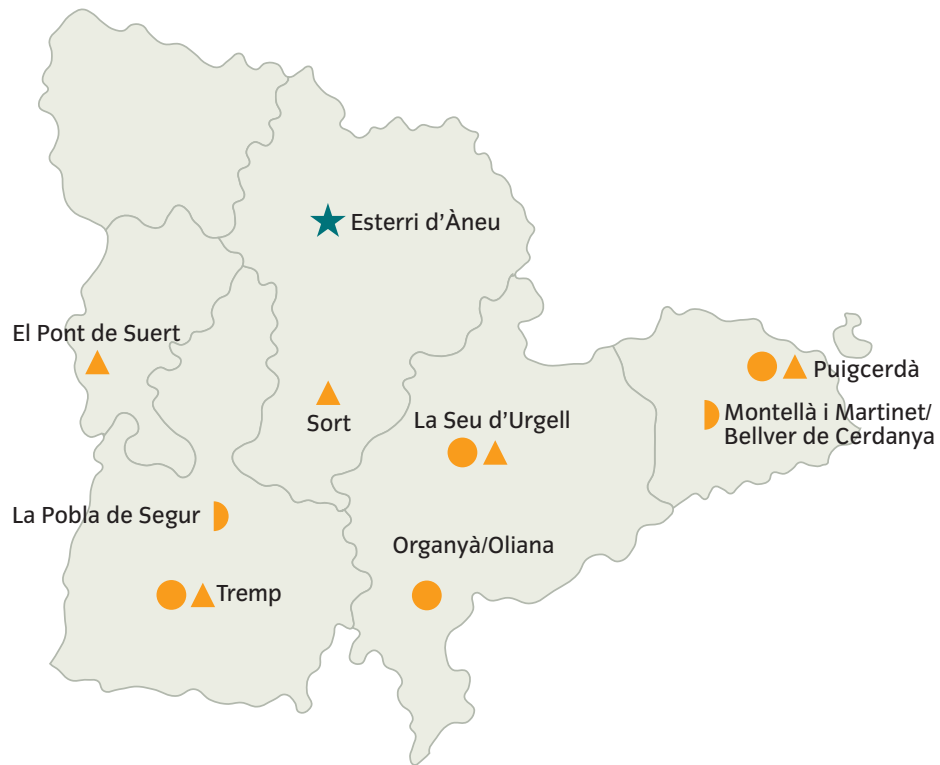 Esterri d’Àneu
El Pont de Suert
Puigcerdà
Sort
La Seu d’Urgell
Montellà i Martinet/
Bellver de Cerdanya
La Pobla de Segur
Organyà/Oliana
Tremp